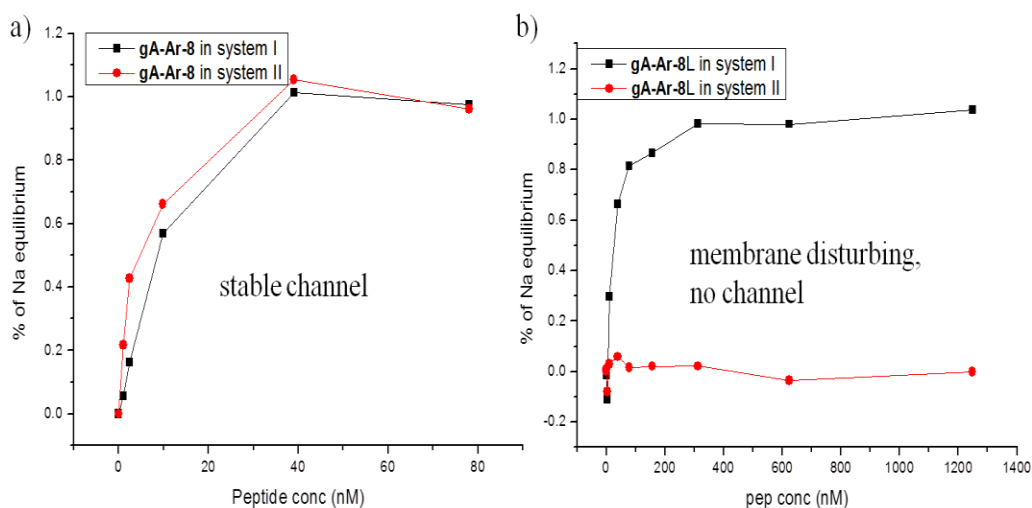 a)
gA-Ar-8 in system I
gA-Ar-8 in system II
1.2
1.0
0.8
0.6
0.4
0.2
0.0
% of Na equilibrium
stable channel
0
20
40
60
80
Peptide conc (nM)
b)
gA-Ar-8L in system I
gA-Ar-8L in system II
1.2
1.0
0.8
0.6
0.4
0.2
0.0
-0.2
% of Na equilibrium
membrane disturbing,
no channel
0
200
400
600
800
1000
1200
1400
pep conc (nM)